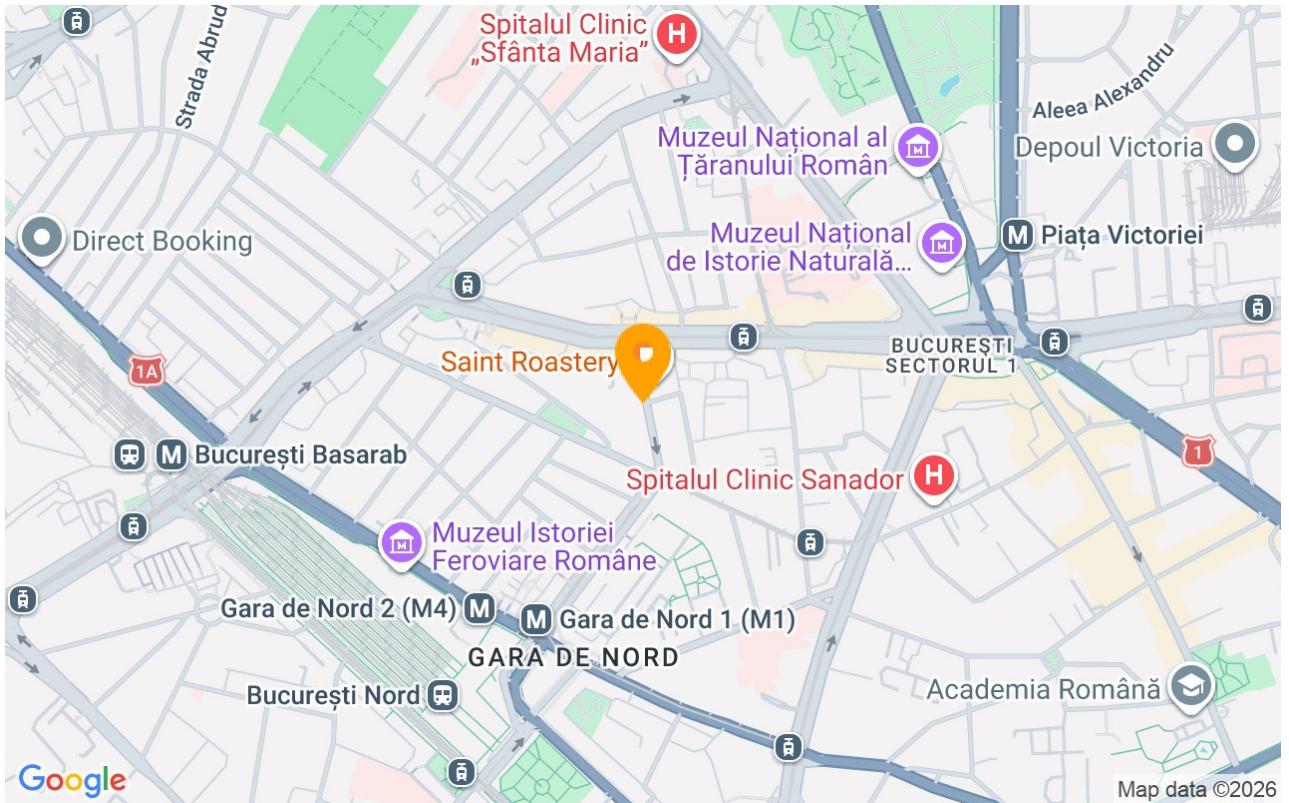 Spitalul Clinic
„Sfânta Maria”
H
Strada Abrud
Aleea Alexandru
Muzeul Național al
Țăranului Român
Depoul Victoria
Direct Booking
Muzeul Național
de Istorie Naturală...
M Piața Victoriei
Saint Roastery
BUCUREȘTI
SECTORUL 1
1A
M București Basarab
1
Spitalul Clinic Sanador
H
Muzeul Istoriei
Feroviare Române
Gara de Nord 2 (M4) M
M Gara de Nord 1 (M1)
GARA DE NORD
București Nord
Academia Română
Google
Map data ©2026